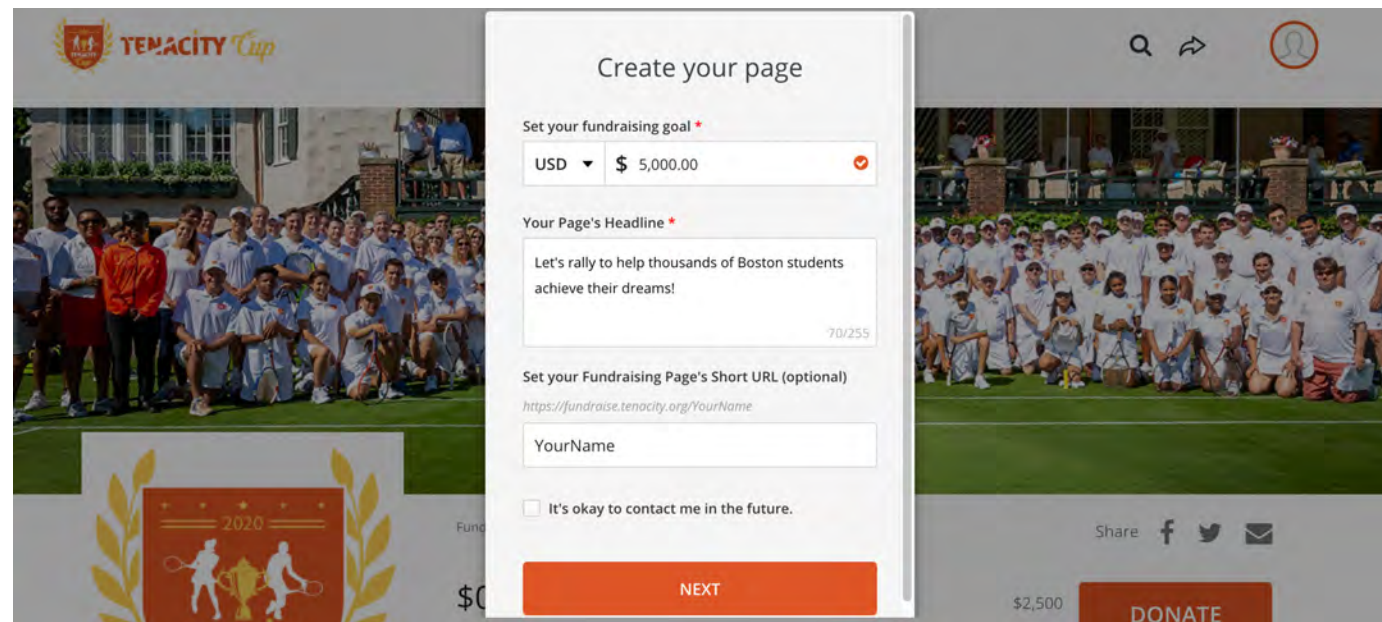 TENACITY Cup
Create your page
Set your fundraising goal *
USD $ 5,000.00
Your Page's Headline *
Let's rally to help thousands of Boston students
achieve their dreams!
70/255
Set your Fundraising Page's Short URL (optional)
https://fundraise.tenacity.org/YourName
YourName
It's okay to contact me in the future.
NEXT
2020
Fund
Share
$0
$2,500
DONATE